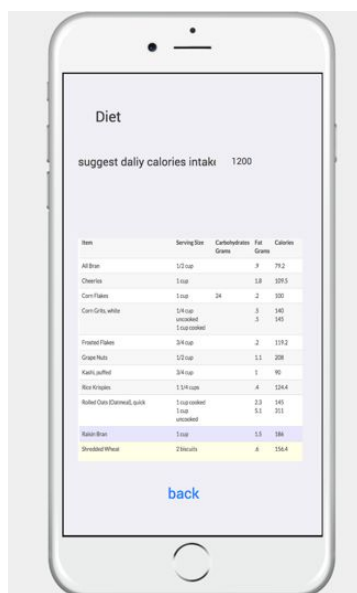 Diet
suggest daliy calories intake 1200
Item Serving Size Carbohydrates Fat Calories
Grams Grams
All Bran 1/2 cup .9 79.2
Cheerios 1 cup 1.8 109.5
Corn Flakes 1 cup 24 .2 100
Corn Grits, white 1/4 cup .5 140
uncooked .5 145
1 cup cooked
Frosted Flakes 3/4 cup .2 119.2
Grape Nuts 1/2 cup 1.1 208
Kashi, puffed 3/4 cup 1 90
Rice Krispies 1 1/4 cups .4 124.4
Rolled Oats (Oatmeal), quick 1 cup cooked 2.3 145
1 cup 5.1 311
uncooked
Raisin Bran 1 cup 1.5 186
Shredded Wheat 2 biscuits .6 156.4
back